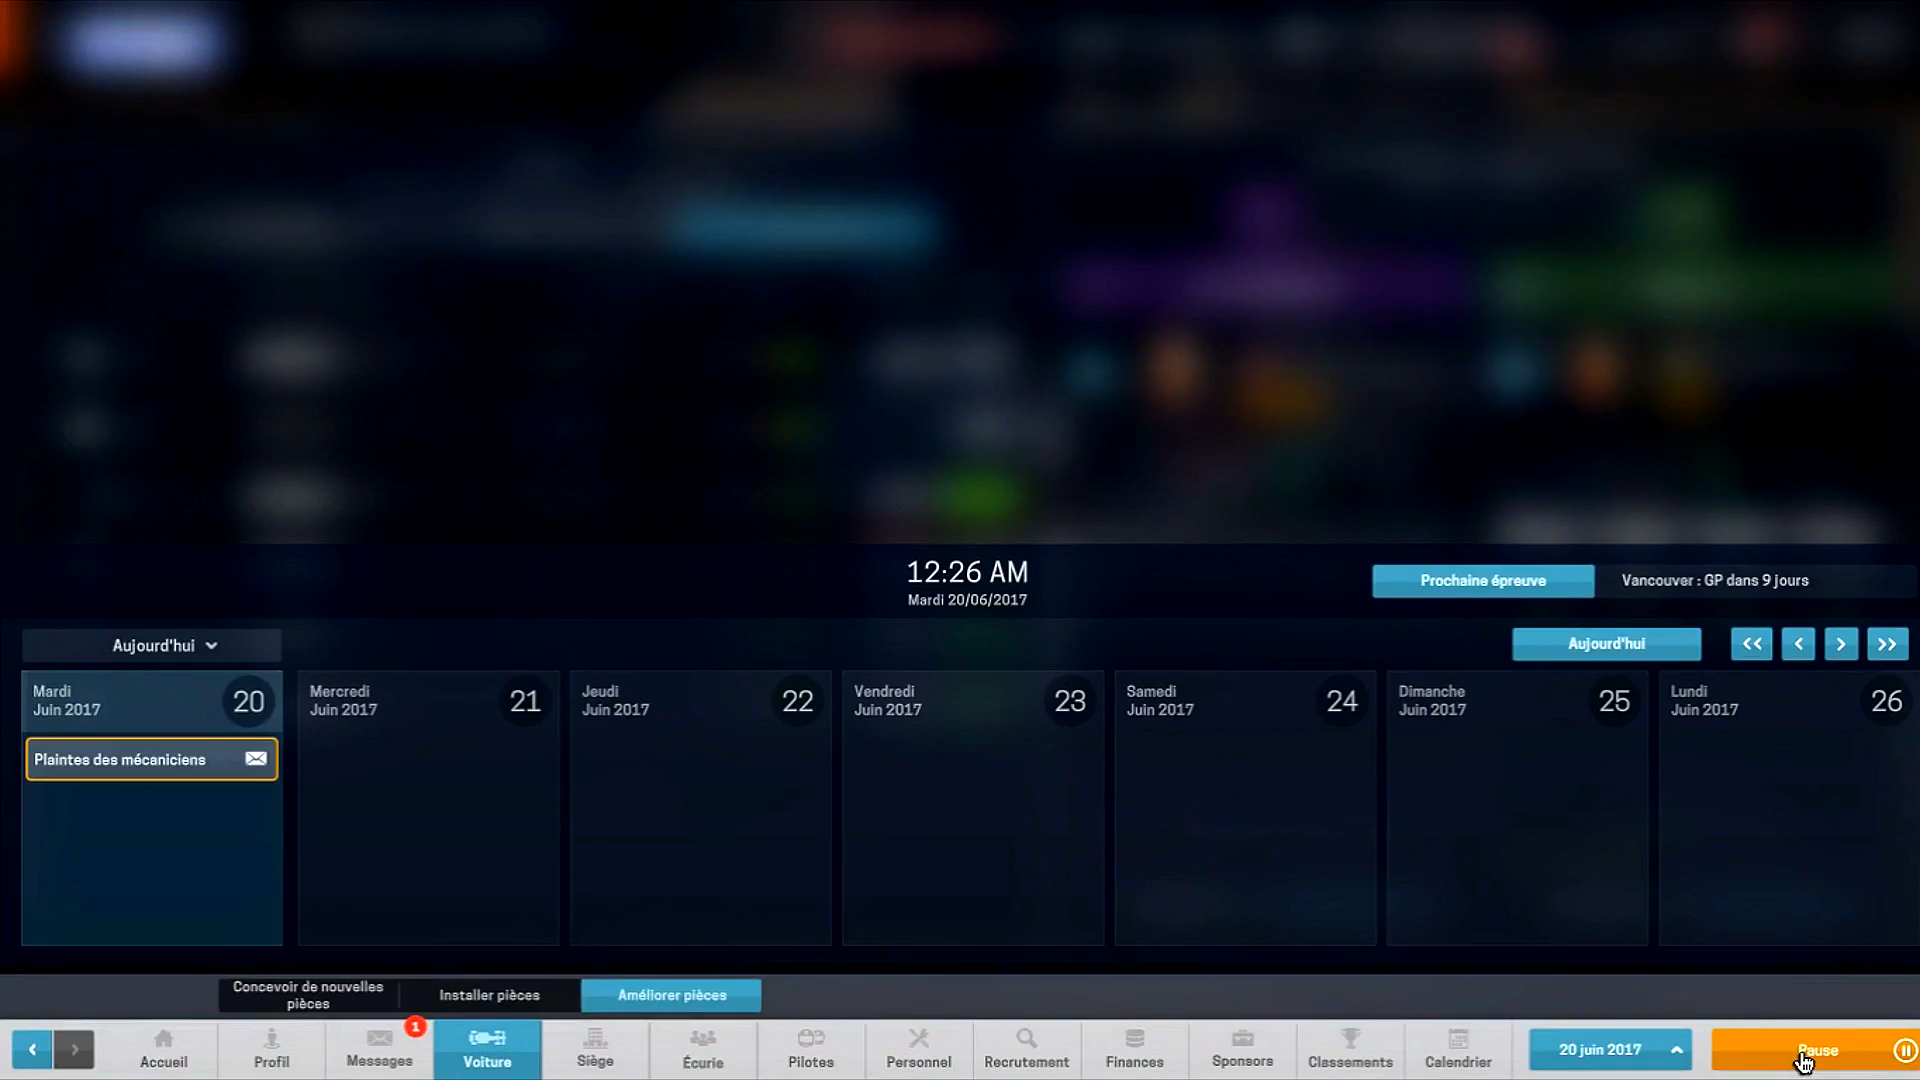 12:26 AM
Mardi 20/06/2017
Prochaine épreuve
Vancouver : GP dans 9 jours
Aujourd'hui
Aujourd'hui
<<
<
>
>>
Mardi
Juin 2017
20
Mercredi
Juin 2017
21
Jeudi
Juin 2017
22
Vendredi
Juin 2017
23
Samedi
Juin 2017
24
Dimanche
Juin 2017
25
Lundi
Juin 2017
26
Plaintes des mécaniciens
Concevoir de nouvelles
pièces
Installer pièces
Améliorer pièces
1
Accueil
Profil
Messages
Voiture
Siège
Écurie
Pilotes
Personnel
Recrutement
Finances
Sponsors
Classements
Calendrier
20 juin 2017
Pause